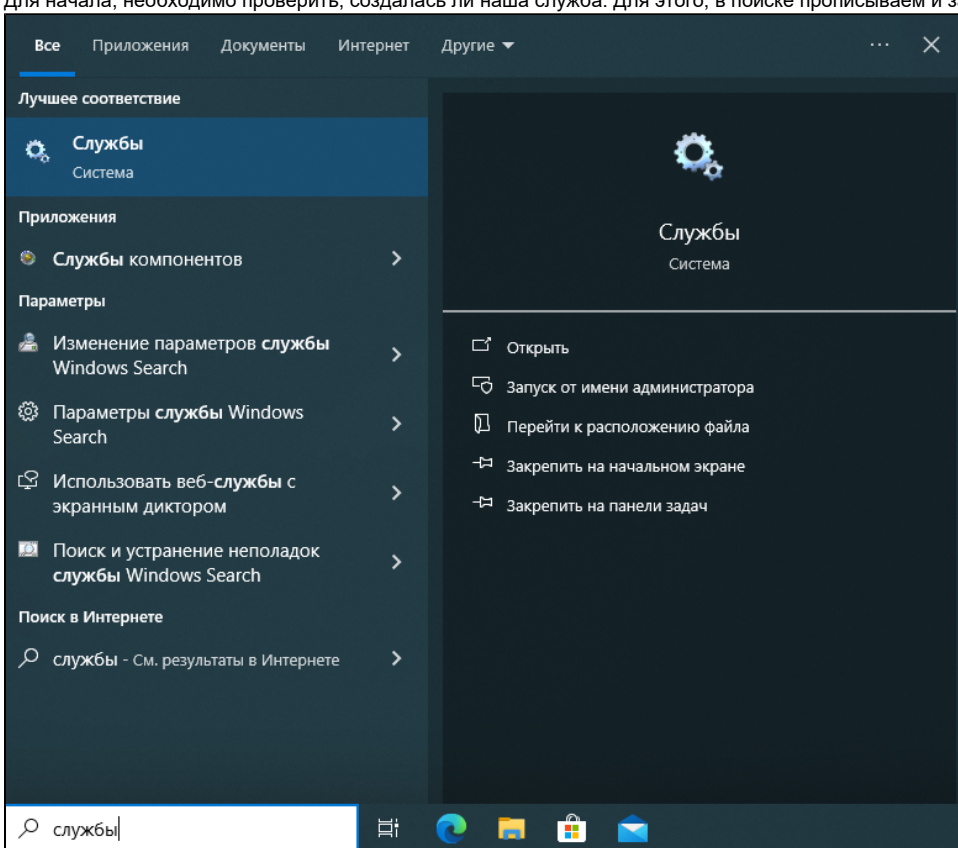 Для начала, необходимо проверить, создалась ли наша служба. Для этого, в поиске прописываем и
Все Приложения Документы Интернет Другие
Лучшее соответствие
Службы
Система
Приложения
Службы компонентов
Параметры
Изменение параметров службы
Windows Search
Параметры службы Windows
Search
Использовать веб-службы с
экранным диктором
Поиск и устранение неполадок
службы Windows Search
Поиск в Интернете
службы - См. результаты в Интернете
Службы
Система
Открыть
Запуск от имени администратора
Перейти к расположению файла
Закрепить на начальном экране
Закрепить на панели задач
службы